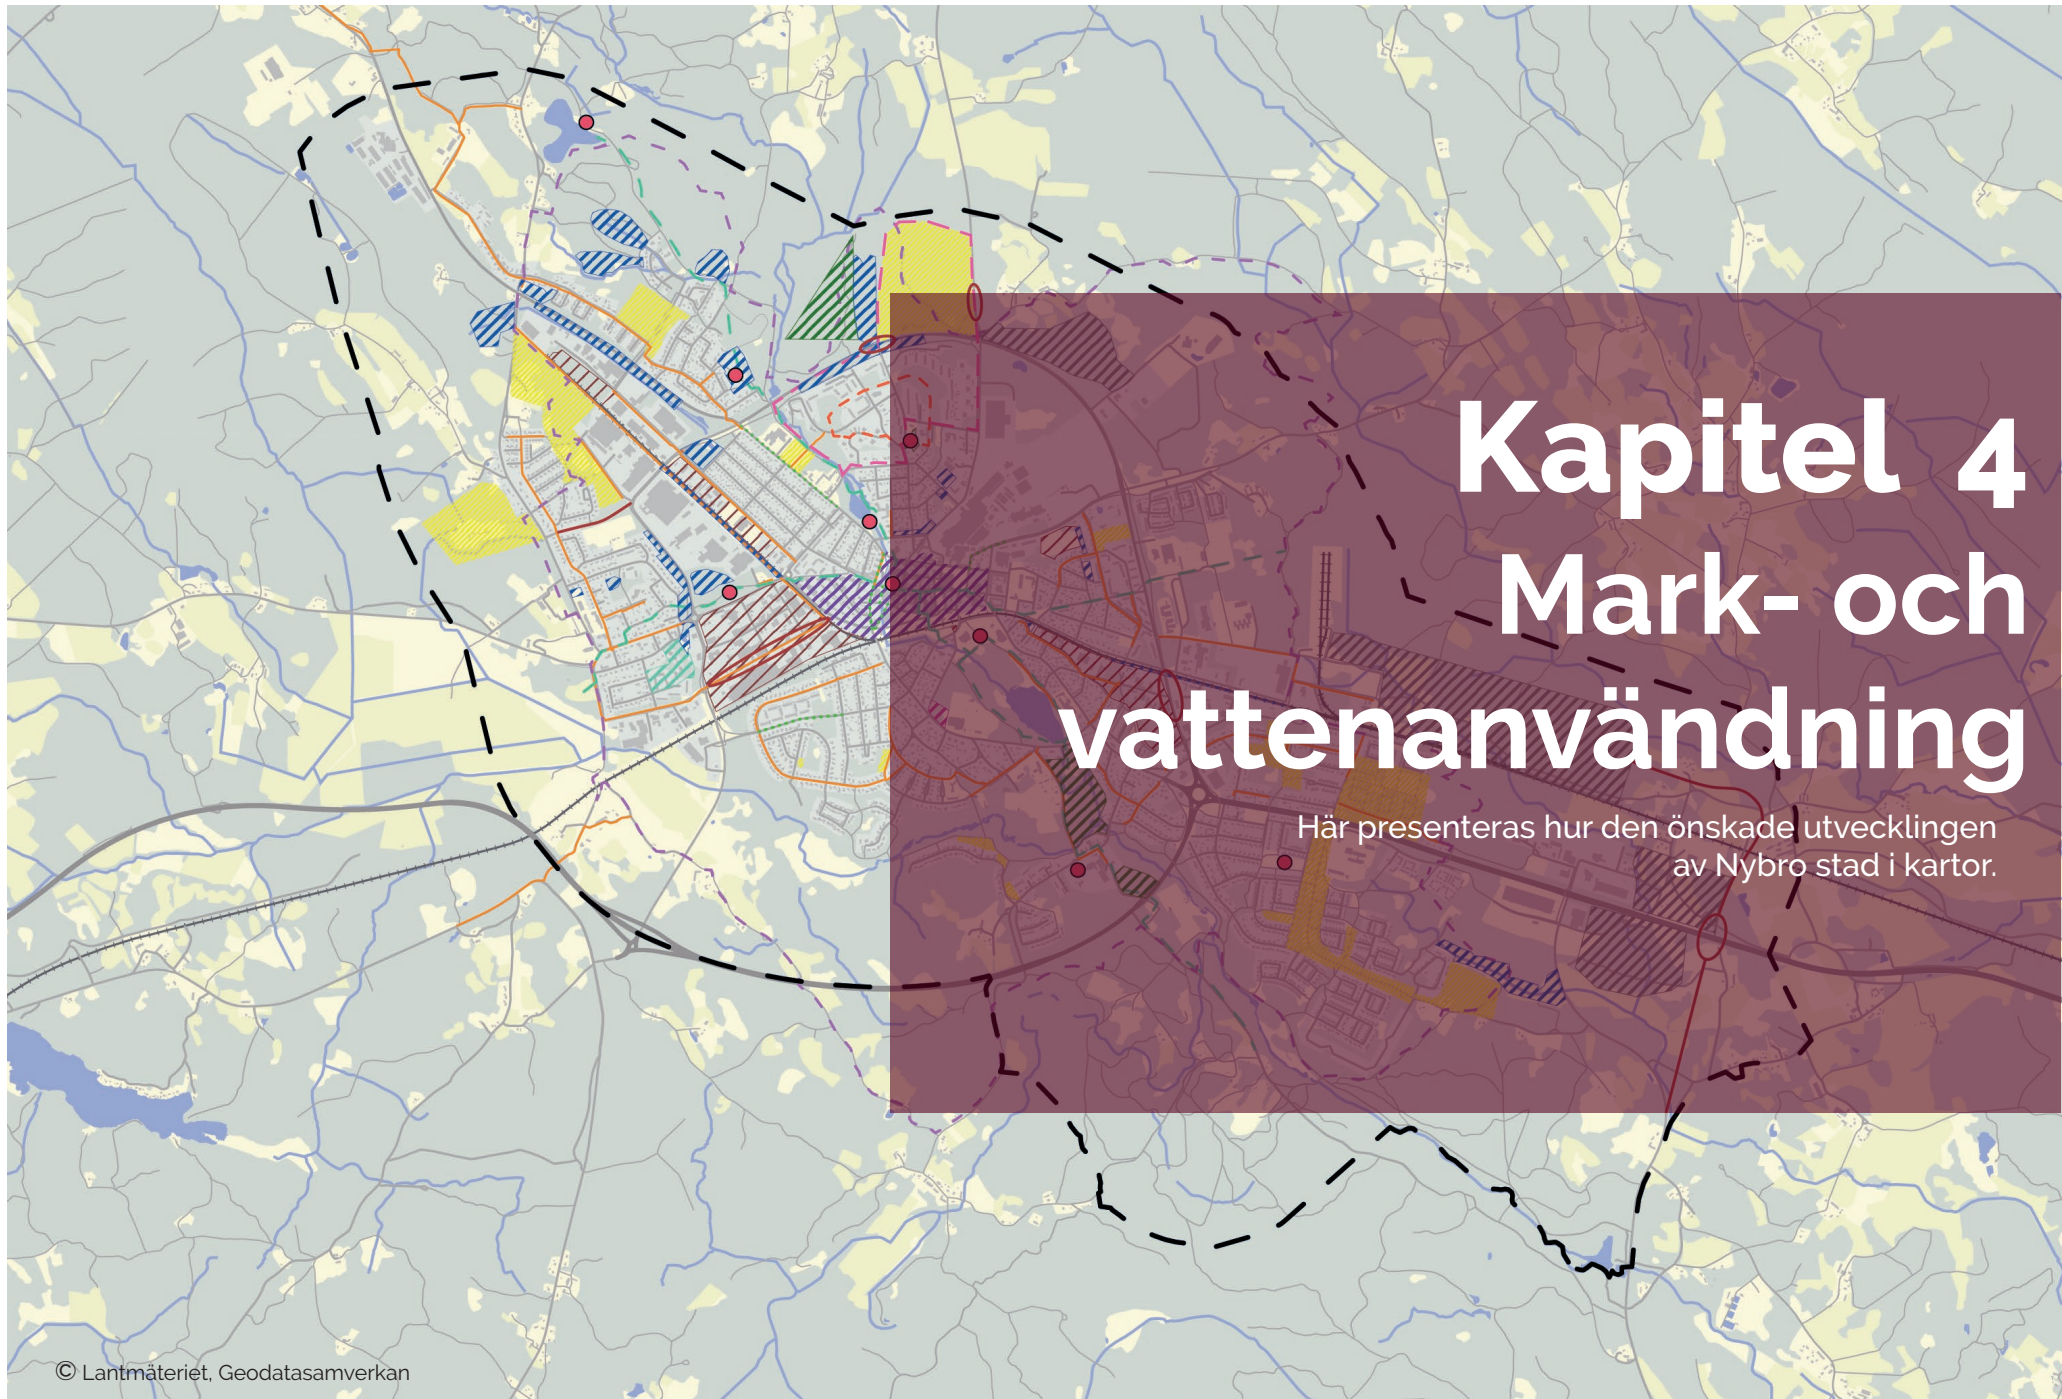 Kapitel 4
Mark- och
vattenanvändning
Här presenteras hur den önskade utvecklingen
av Nybro stad i kartor.
© Lantmäteriet, Geodatasamverkan